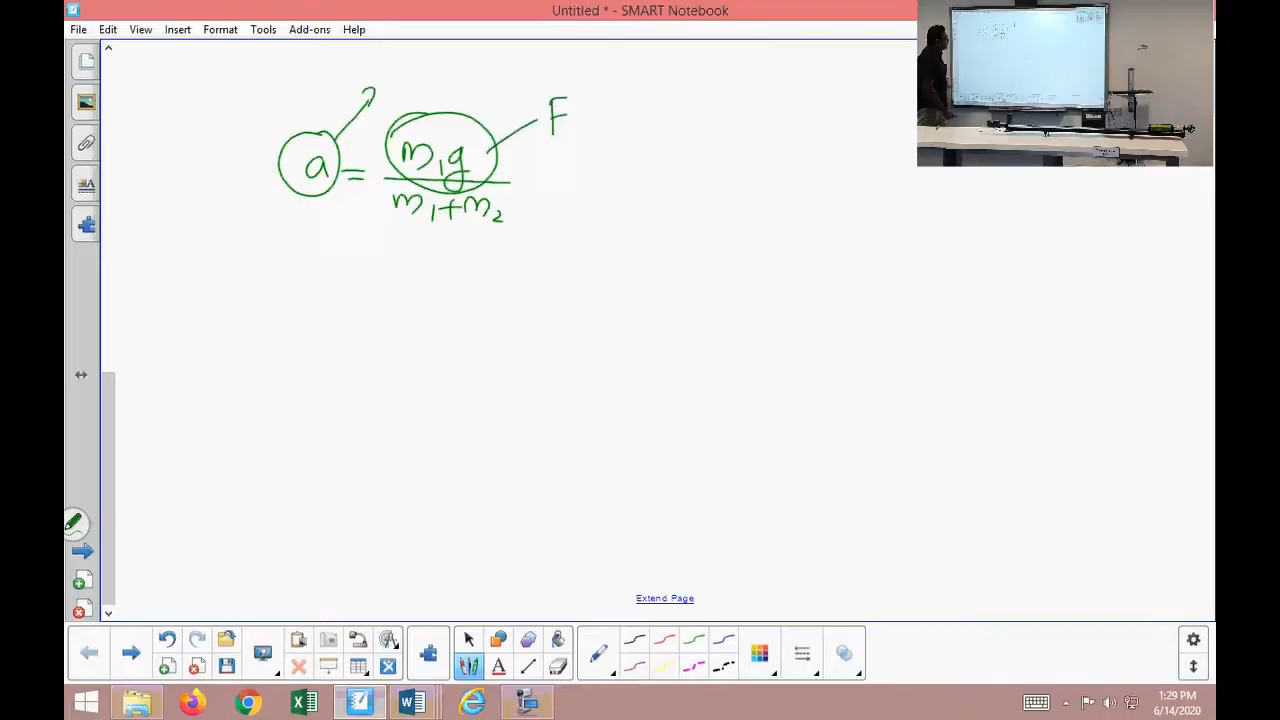 Untitled * - SMART Notebook
File Edit View Insert Format Tools Add-ons Help
F
a = m₁g
m₁+m₂
Extend Page
1:29 PM
6/14/2020